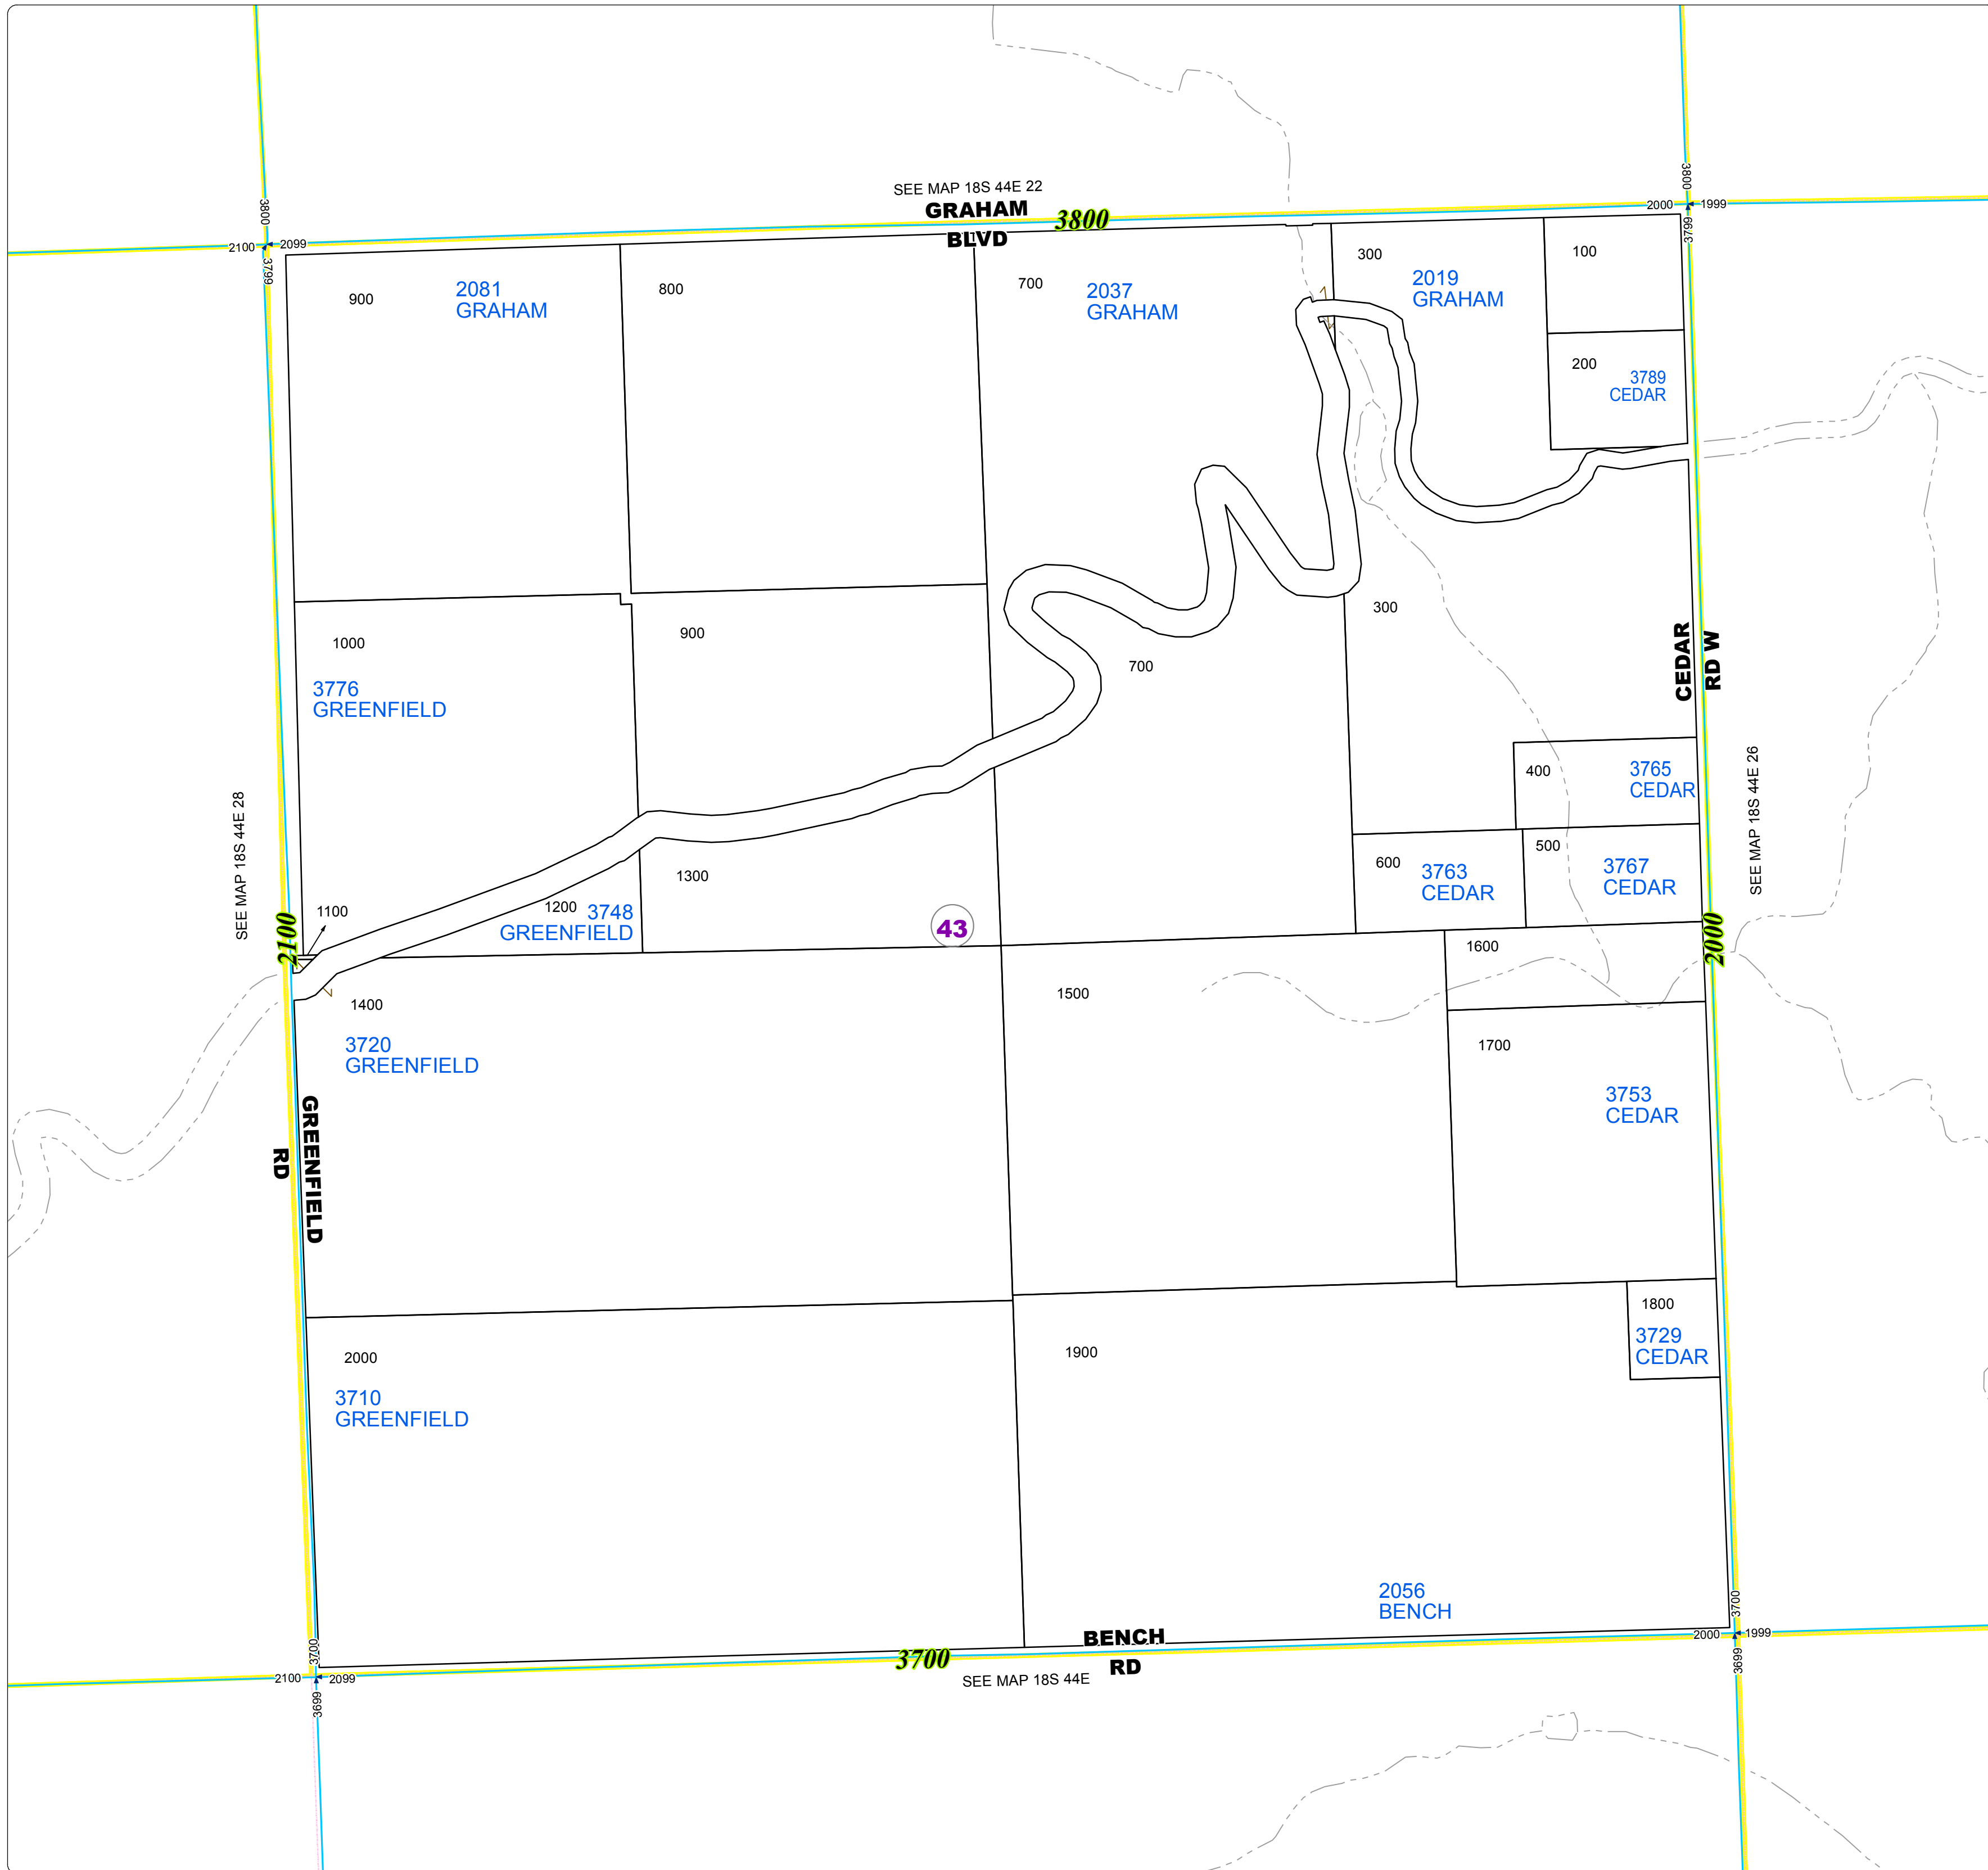 SEE MAP 18S 44E 22
GRAHAM
BLVD
3800
3800
3800
2100
2099
3799
2000
1999
3799
900
2081
GRAHAM
800
700
2037
GRAHAM
300
2019
GRAHAM
100
200
3789
CEDAR
1000
3776
GREENFIELD
900
700
300
CEDAR
RD W
400
3765
CEDAR
SEE MAP 18S 44E 28
SEE MAP 18S 44E 26
600
3763
CEDAR
500
3767
CEDAR
1300
1100
1200
3748
GREENFIELD
43
2100
2000
1600
1400
3720
GREENFIELD
1500
1700
3753
CEDAR
GREENFIELD
RD
1800
3729
CEDAR
2000
3710
GREENFIELD
1900
2056
BENCH
3700
3700
2000
1999
3699
BENCH
RD
3700
2100
2099
3699
SEE MAP 18S 44E